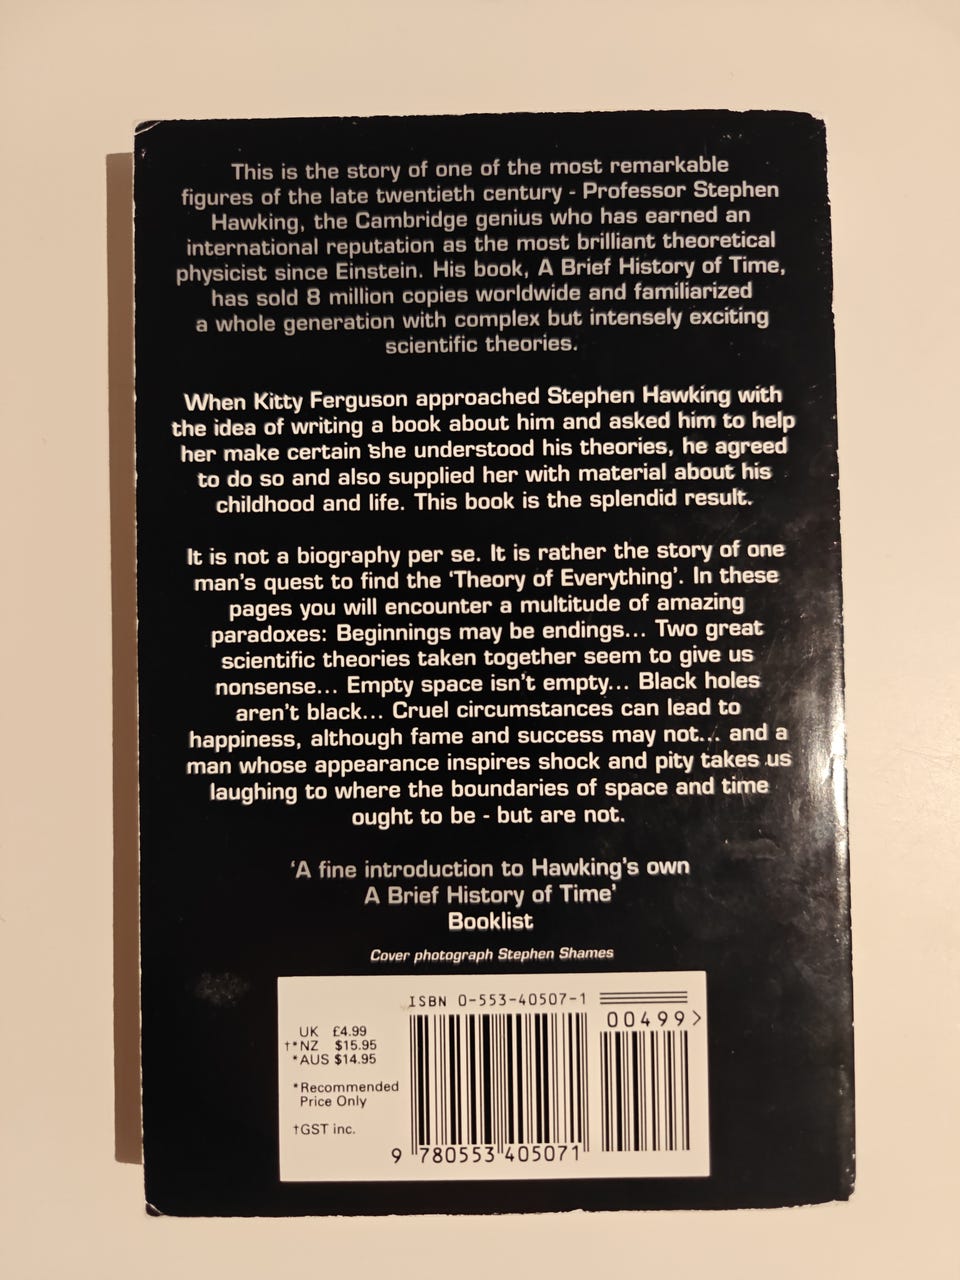 This is the story of one of the most remarkable
figures of the late twentieth century - Professor Stephen
Hawking, the Cambridge genius who has earned an
international reputation as the most brilliant theoretical
physicist since Einstein. His book, A Brief History of Time,
has sold 8 million copies worldwide and familiarized
a whole generation with complex but intensely exciting
scientific theories.
When Kitty Ferguson approached Stephen Hawking with
the idea of writing a book about him and asked him to help
her make certain she understood his theories, he agreed
to do so and also supplied her with material about his
childhood and life. This book is the splendid result.
It is not a biography per se. It is rather the story of one
man's quest to find the 'Theory of Everything'. In these
pages you will encounter a multitude of amazing
paradoxes: Beginnings may be endings... Two great
scientific theories taken together seem to give us
nonsense... Empty space isn't empty... Black holes
aren't black... Cruel circumstances can lead to
happiness, although fame and success may not... and a
man whose appearance inspires shock and pity takes us
laughing to where the boundaries of space and time
ought to be - but are not.
'A fine introduction to Hawking's own
A Brief History of Time'
Booklist
Cover photograph Stephen Shames
ISBN 0-553-40507-1
00499>
UK £4.99
†*NZ $15.95
*AUS $14.95
*Recommended
Price Only
†GST inc.
9 780553 405071